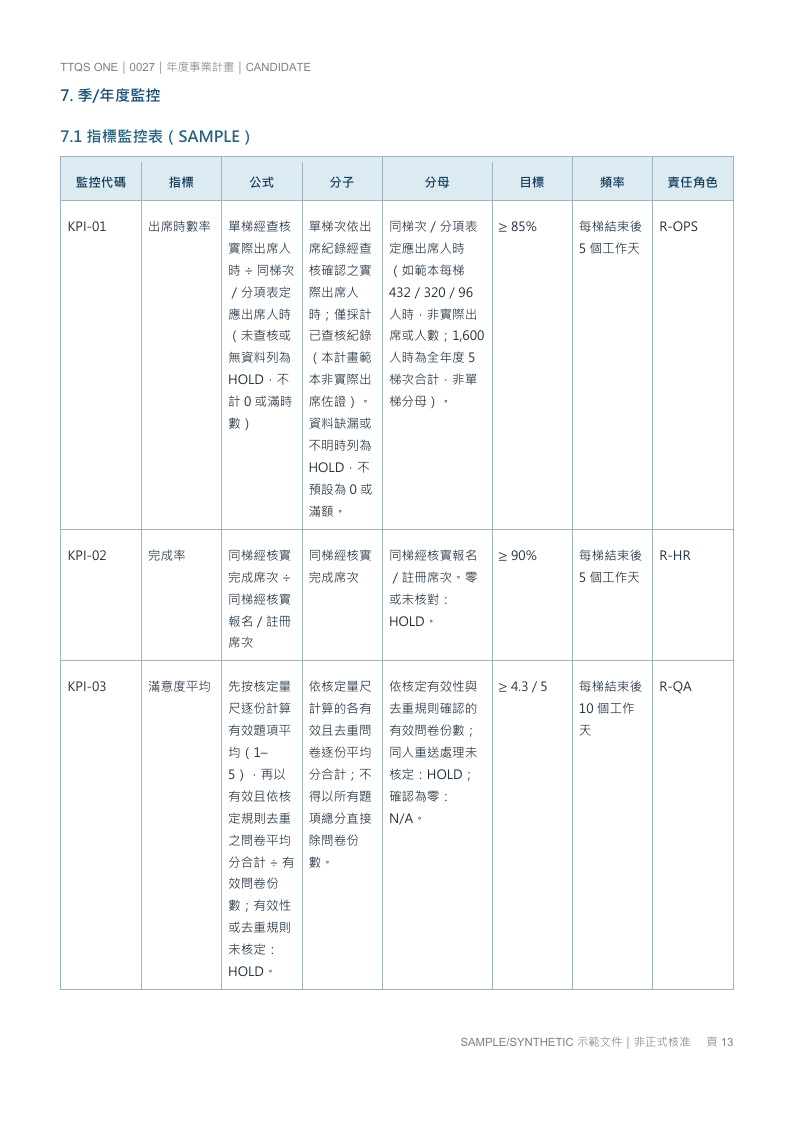 TTQS ONE｜0027｜年度事業計畫｜CANDIDATE
7. 季/年度監控
7.1 指標監控表（SAMPLE）
監控代碼
指標
公式
分子
分母
目標
頻率
責任角色
KPI-01
出席時數率
單梯經查核
實際出席人
時 ÷ 同梯次
/ 分項表定
應出席人時
（未查核或
無資料列為
HOLD，不
計 0 或滿時
數）
單梯次依出
席紀錄經查
核確認之實
際出席人
時；僅採計
已查核紀錄
（本計畫範
本非實際出
席佐證）。
資料缺漏或
不明時列為
HOLD，不
預設為 0 或
滿額。
同梯次 / 分項表
定應出席人時
（如範本每梯
432 / 320 / 96
人時，非實際出
席或人數；1,600
人時為全年度 5
梯次合計，非單
梯分母）。
≥ 85%
每梯結束後
5 個工作天
R-OPS
KPI-02
完成率
同梯經核實
完成席次 ÷
同梯經核實
報名 / 註冊
席次
同梯經核實
完成席次
同梯經核實報名
/ 註冊席次。零
或未核對：
HOLD。
≥ 90%
每梯結束後
5 個工作天
R-HR
KPI-03
滿意度平均
先按核定量
尺逐份計算
有效題項平
均（1–
5），再以
有效且依核
定規則去重
之問卷平均
分合計 ÷ 有
效問卷份
數；有效性
或去重規則
未核定：
HOLD。
依核定量尺
計算的各有
效且去重問
卷逐份平均
分合計；不
得以所有題
項總分直接
除問卷份
數。
依核定有效性與
去重規則確認的
有效問卷份數；
同人重送處理未
核定：HOLD；
確認為零：
N/A。
≥ 4.3 / 5
每梯結束後
10 個工作
天
R-QA
SAMPLE/SYNTHETIC 示範文件｜非正式核准 頁 13